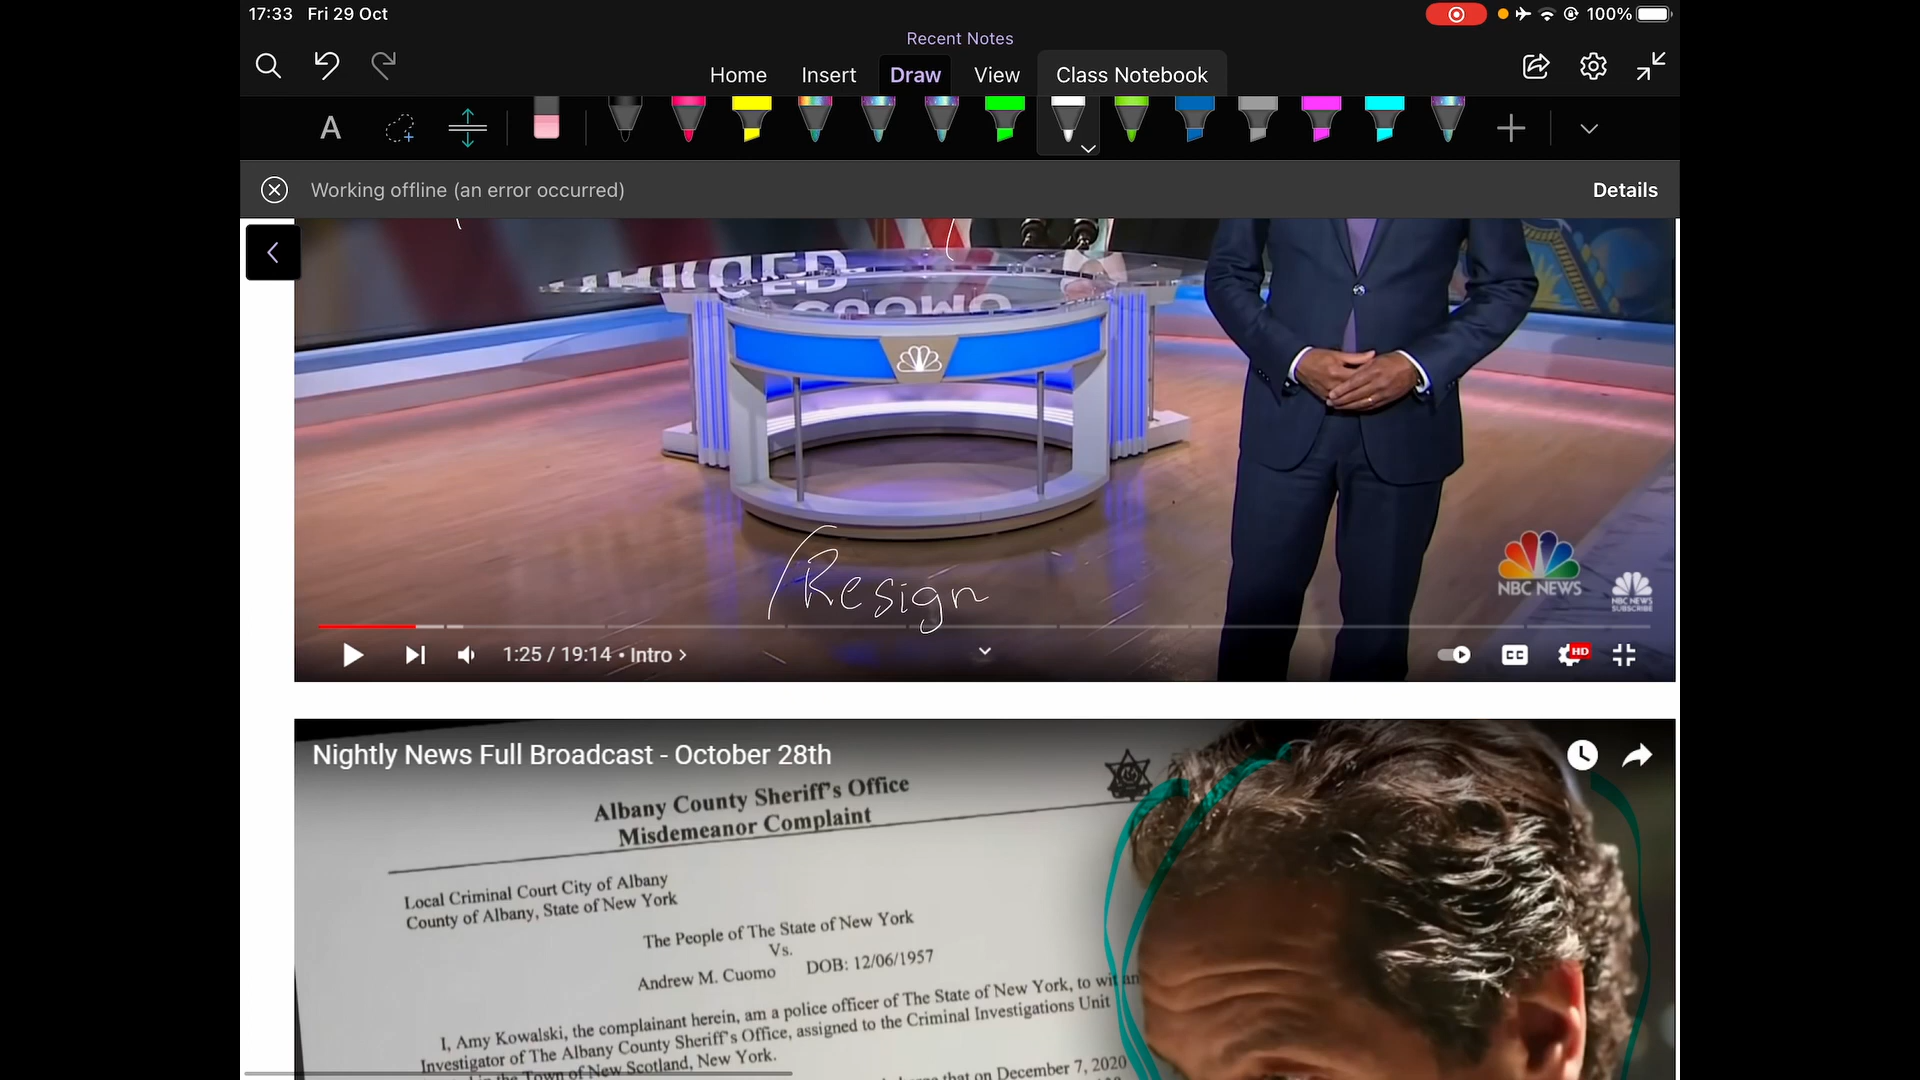 17:33 Fri 29 Oct
100%
Recent Notes
Home Insert Draw View Class Notebook
A
Working offline (an error occurred) Details
CUOMO
NBC NEWS
NBC NEWS
SUBSCRIBE
Resign
1:25 / 19:14 • Intro
CC HD
Nightly News Full Broadcast - October 28th
Albany County Sheriff's Office
Misdemeanor Complaint
Local Criminal Court City of Albany
County of Albany, State of New York
The People of The State of New York
Vs.
Andrew M. Cuomo DOB: 12/06/1957
I, Amy Kowalski, the complainant herein, am a police officer of The State of New York, to wit an
Investigator of The Albany County Sheriff's Office, assigned to the Criminal Investigations Unit
the Town of New Scotland, New York.
that on December 7, 2020